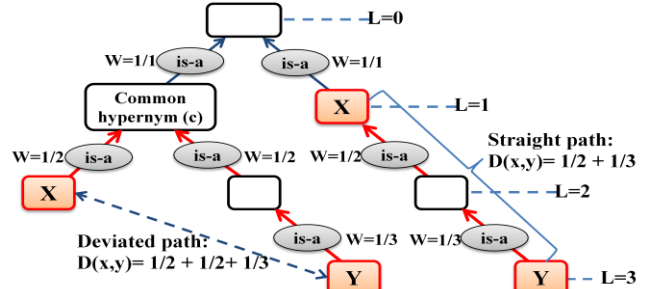 L=0
W=1/1 is-a is-a W=1/1
Common
hypernym (c)
X L=1
W=1/2 is-a is-a W=1/2 W=1/2 is-a
Straight path:
D(x,y)= 1/2 + 1/3
X L=2
Deviated path:
D(x,y)= 1/2 + 1/2+ 1/3
is-a W=1/3 W=1/3 is-a
Y Y L=3